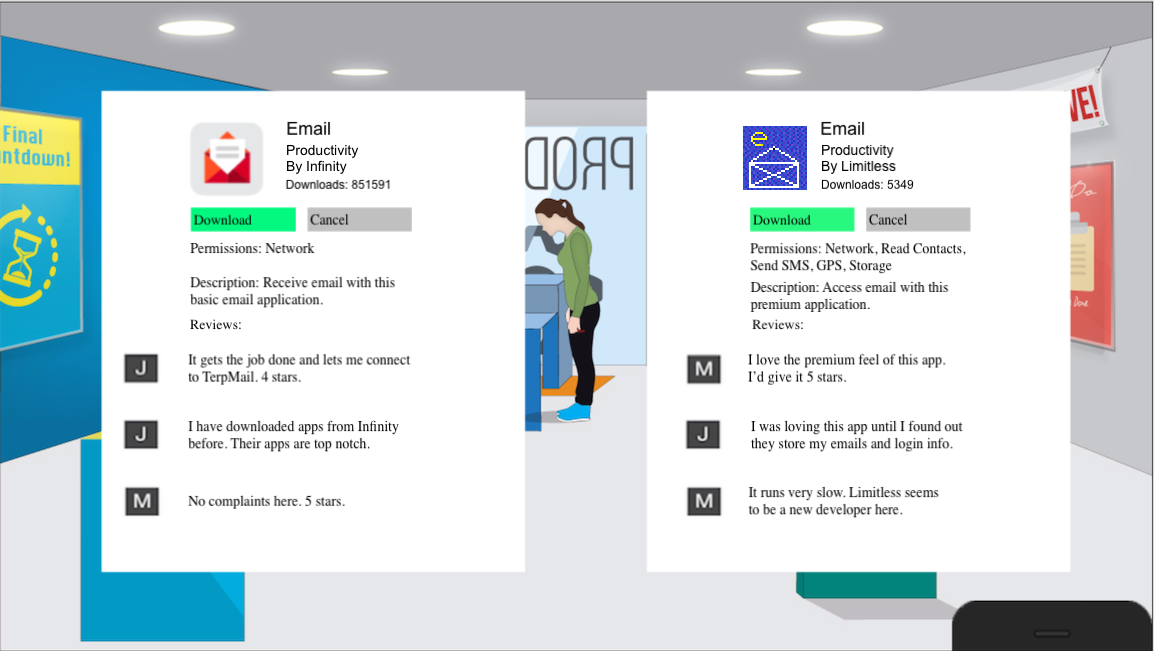 Final
ntdown!
Email
Productivity
By Infinity
Downloads: 851591
Download Cancel
Permissions: Network
Description: Receive email with this
basic email application.
Reviews:
J
It gets the job done and lets me connect
to TerpMail. 4 stars.
J
I have downloaded apps from Infinity
before. Their apps are top notch.
M
No complaints here. 5 stars.
PROD
e
Email
Productivity
By Limitless
Downloads: 5349
Download Cancel
Permissions: Network, Read Contacts,
Send SMS, GPS, Storage
Description: Access email with this
premium application.
Reviews:
M
I love the premium feel of this app.
I'd give it 5 stars.
J
I was loving this app until I found out
they store my emails and login info.
M
It runs very slow. Limitless seems
to be a new developer here.
VE!
Do
Done